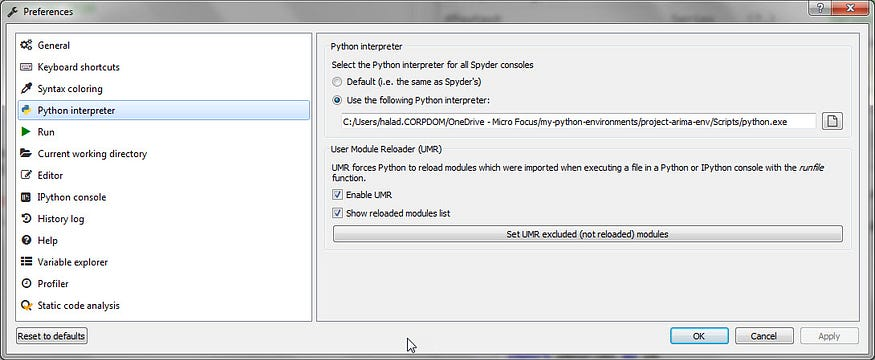 Preferences
General
Keyboard shortcuts
Syntax coloring
Python interpreter
Run
Current working directory
Editor
IPython console
History log
Help
Variable explorer
Profiler
Static code analysis
Python interpreter
Select the Python interpreter for all Spyder consoles
Default (i.e. the same as Spyder's)
Use the following Python interpreter:
C:/Users/halad.CORPDOM/OneDrive - Micro Focus/my-python-environments/project-arima-env/Scripts/python.exe
User Module Reloader (UMR)
UMR forces Python to reload modules which were imported when executing a file in a Python or IPython console with the runfile
function.
Enable UMR
Show reloaded modules list
Set UMR excluded (not reloaded) modules
Reset to defaults
OK
Cancel
Apply